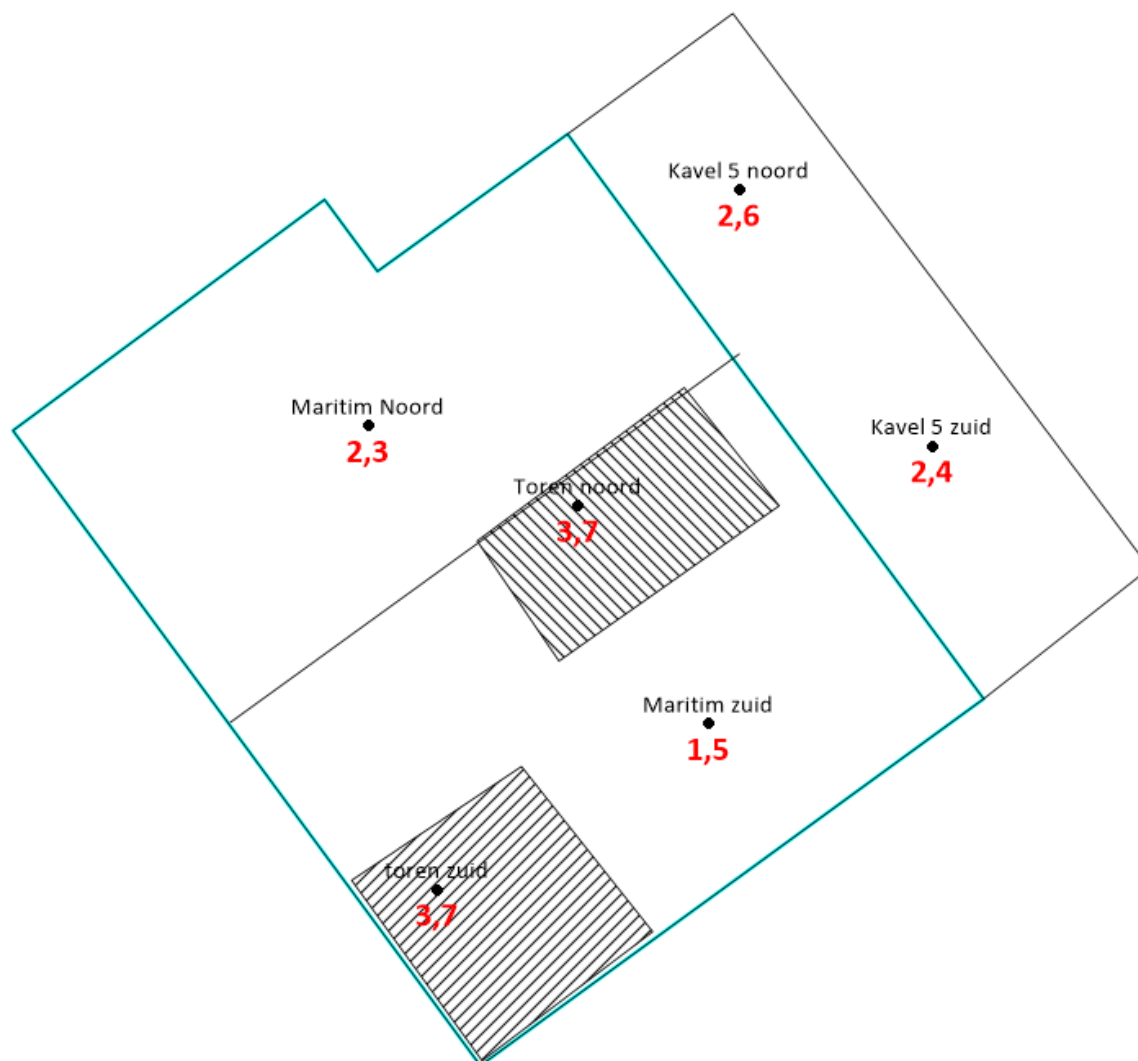 Kavel 5 noord
2,6
Maritim Noord
2,3
Kavel 5 zuid
2,4
Toren noord
3,7
Maritim zuid
1,5
toren zuid
3,7